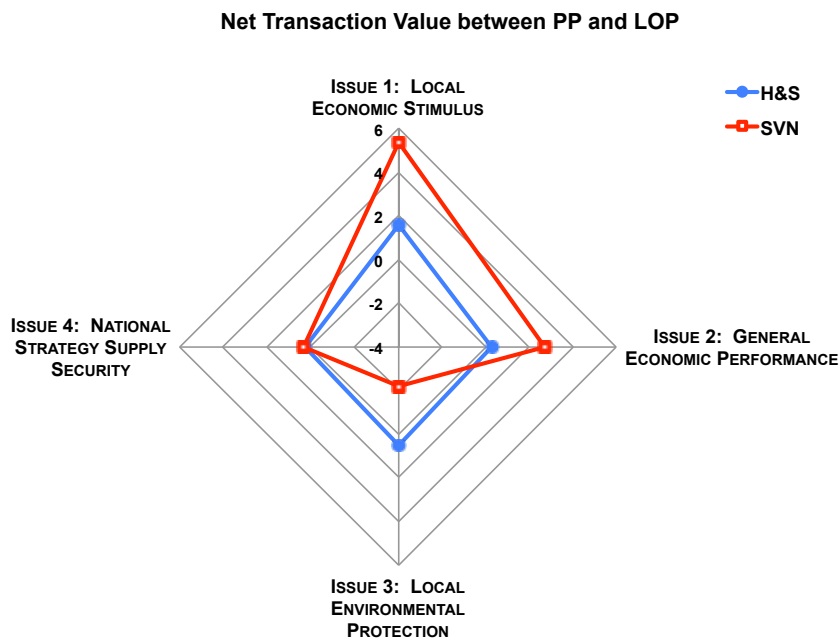 Net Transaction Value between PP and LOP
ISSUE 1: LOCAL
ECONOMIC STIMULUS
H&S
SVN
6
4
2
0
-2
-4
ISSUE 4: NATIONAL
STRATEGY SUPPLY
SECURITY
ISSUE 2: GENERAL
ECONOMIC PERFORMANCE
ISSUE 3: LOCAL
ENVIRONMENTAL
PROTECTION